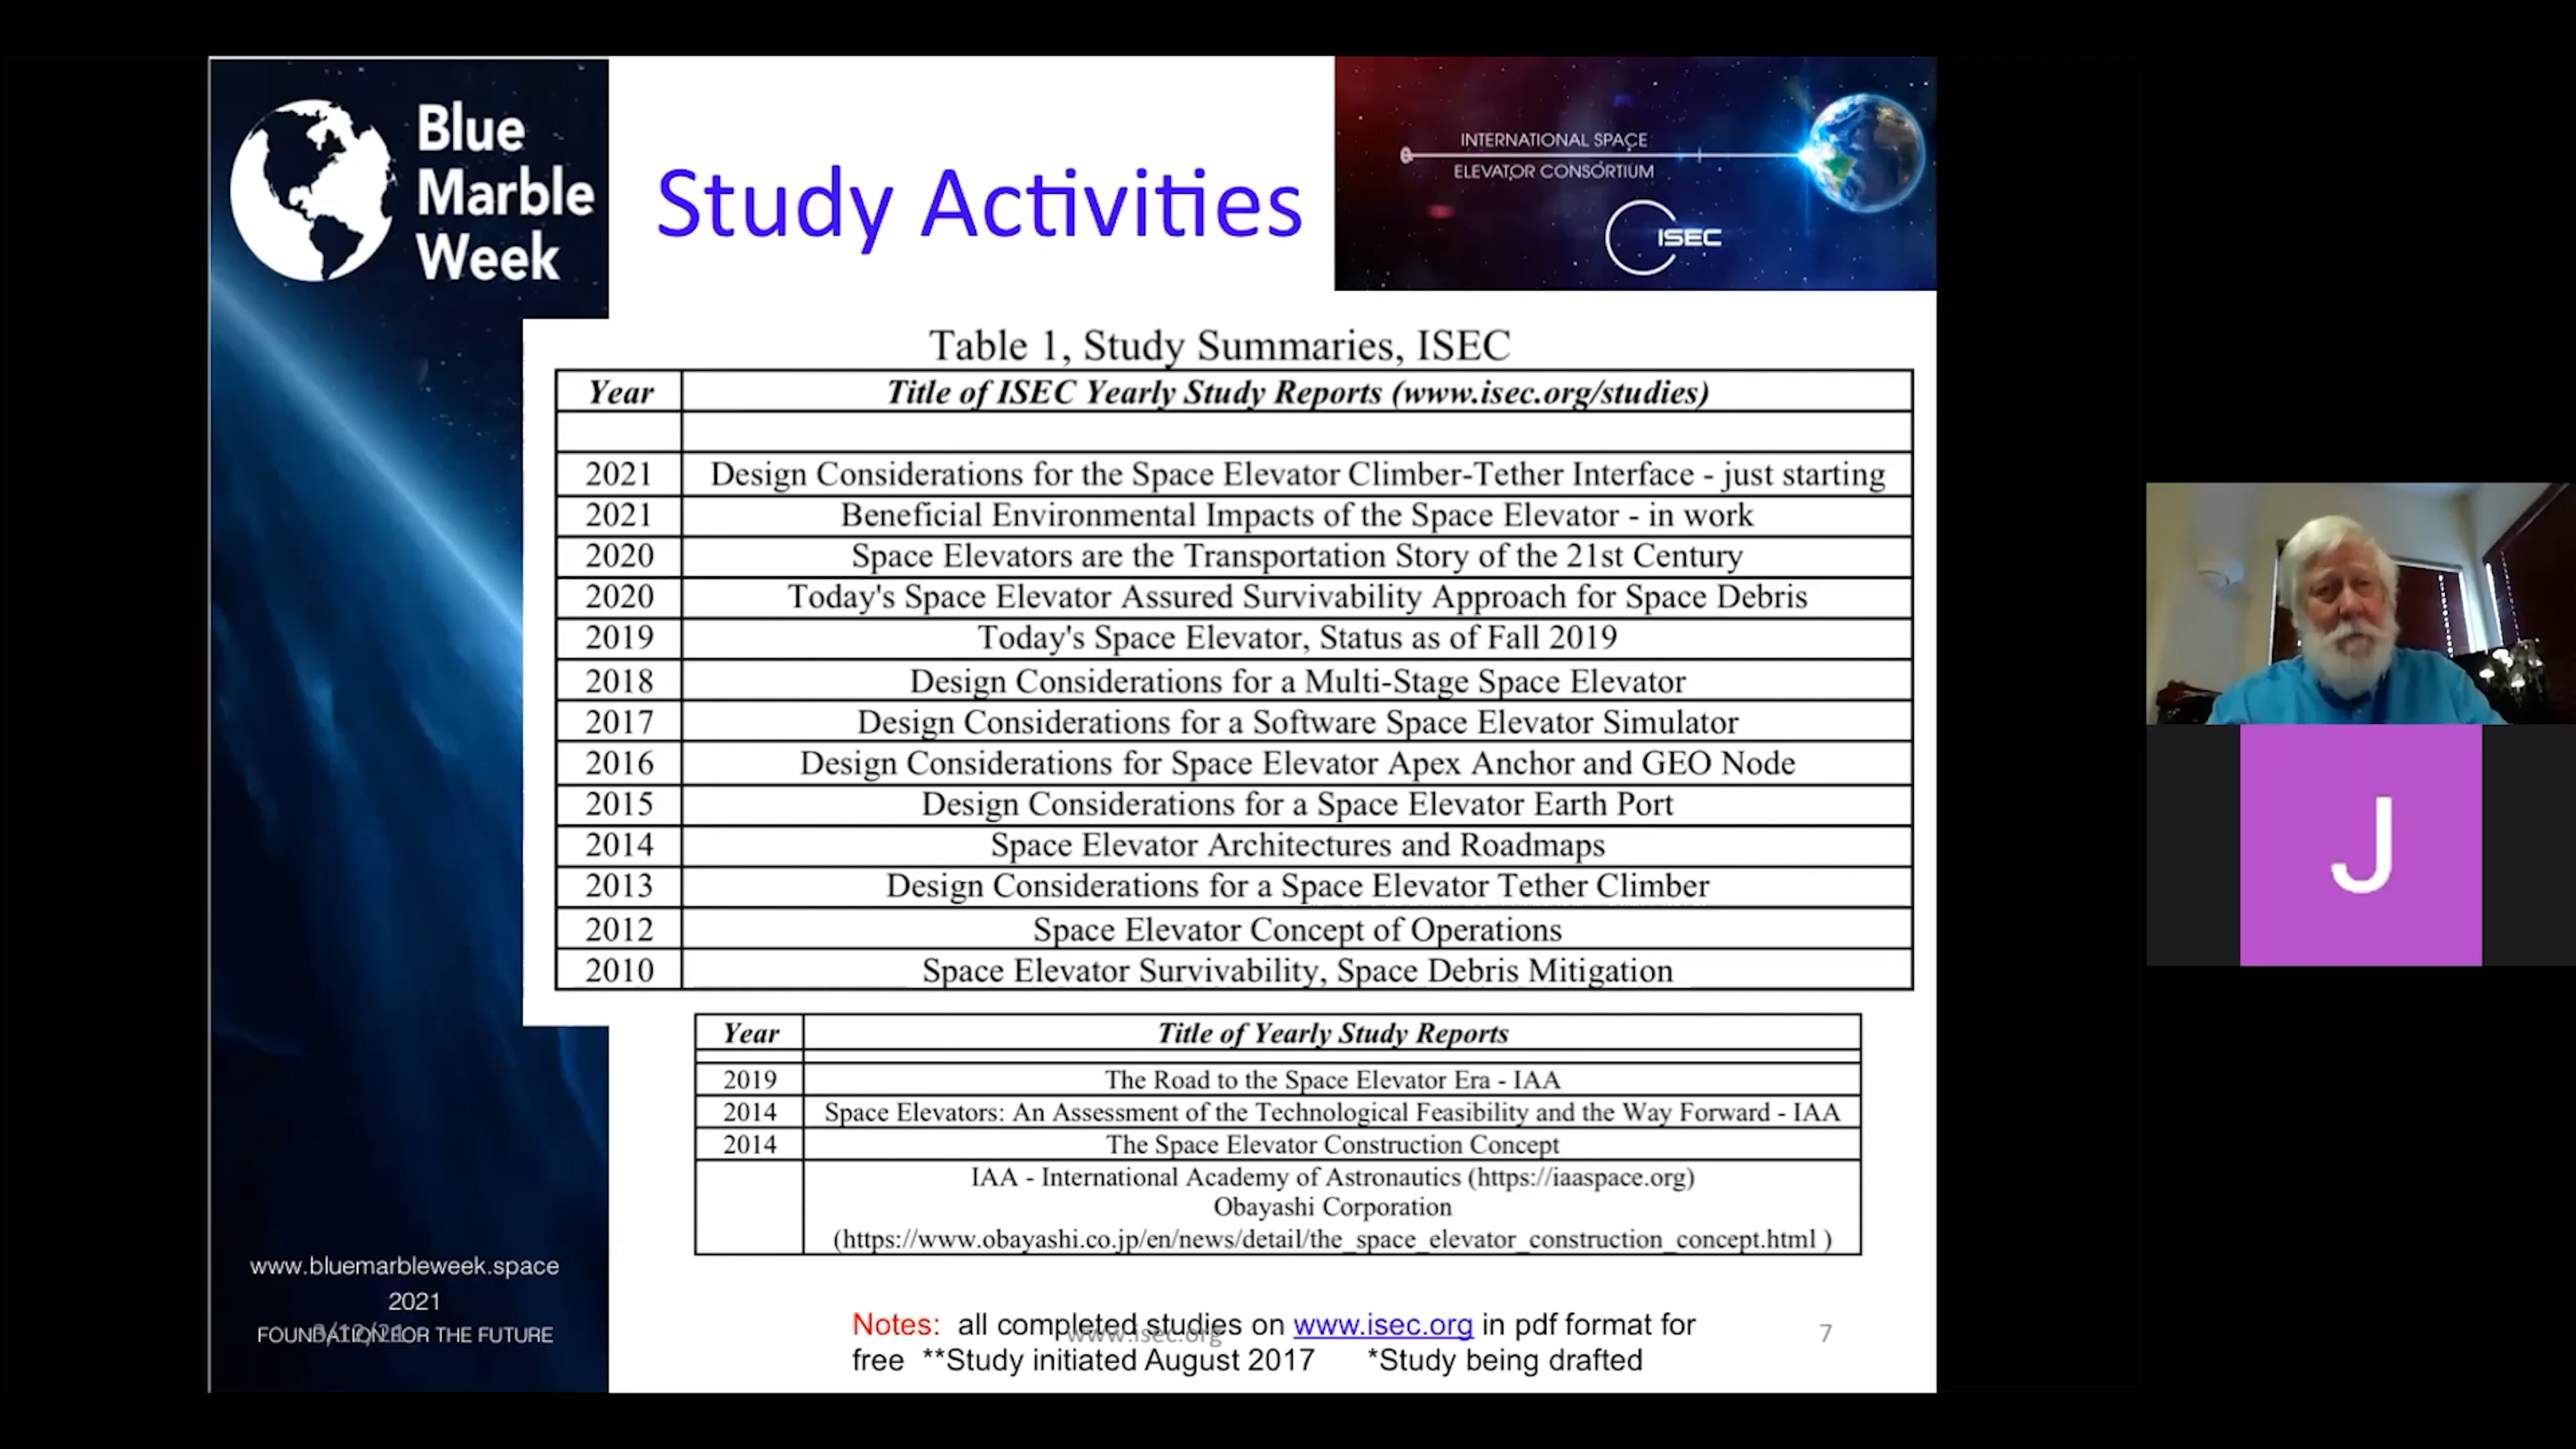 Blue
Marble
Week
Study Activities
INTERNATIONAL SPACE
ELEVATOR CONSORTIUM
ISEC
Table 1, Study Summaries, ISEC
Year Title of ISEC Yearly Study Reports (www.isec.org/studies)
2021 Design Considerations for the Space Elevator Climber-Tether Interface - just starting
2021 Beneficial Environmental Impacts of the Space Elevator - in work
2020 Space Elevators are the Transportation Story of the 21st Century
2020 Today's Space Elevator Assured Survivability Approach for Space Debris
2019 Today's Space Elevator, Status as of Fall 2019
2018 Design Considerations for a Multi-Stage Space Elevator
2017 Design Considerations for a Software Space Elevator Simulator
2016 Design Considerations for Space Elevator Apex Anchor and GEO Node
2015 Design Considerations for a Space Elevator Earth Port
2014 Space Elevator Architectures and Roadmaps
2013 Design Considerations for a Space Elevator Tether Climber
2012 Space Elevator Concept of Operations
2010 Space Elevator Survivability, Space Debris Mitigation
Year Title of Yearly Study Reports
2019 The Road to the Space Elevator Era - IAA
2014 Space Elevators: An Assessment of the Technological Feasibility and the Way Forward - IAA
2014 The Space Elevator Construction Concept
IAA - International Academy of Astronautics (https://iaaspace.org)
Obayashi Corporation
(https://www.obayashi.co.jp/en/news/detail/the_space_elevator_construction_concept.html )
www.bluemarbleweek.space
2021
FOUNDATION FOR THE FUTURE
3/12/21
Notes: all completed studies on www.isec.org in pdf format for
free **Study initiated August 2017 *Study being drafted
www.isec.org
7
J